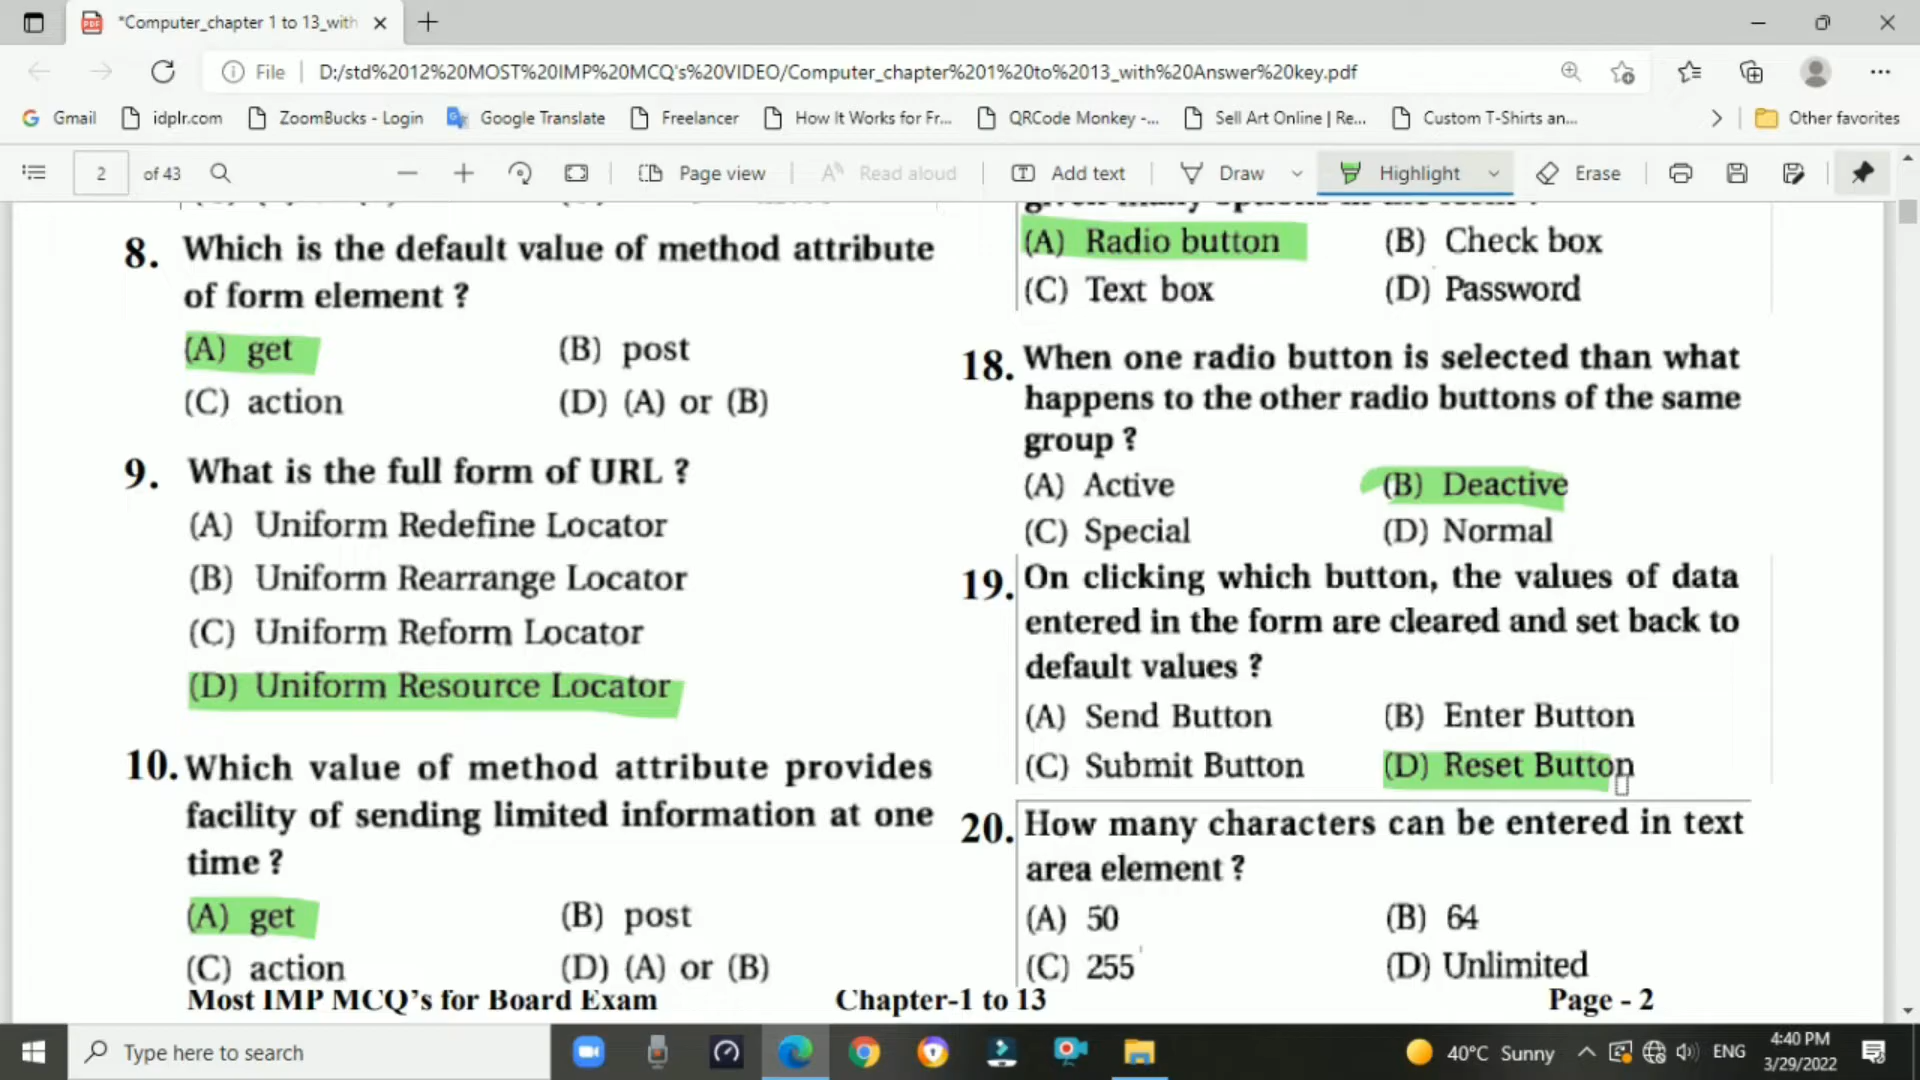 *Computer_chapter 1 to 13_with
File
D:/std%2012%20MOST%20IMP%20MCQ's%20VIDEO/Computer_chapter%201%20to%2013_with%20Answer%20key.pdf
Gmail
idplr.com
ZoomBucks - Login
Google Translate
Freelancer
How It Works for Fr...
QRCode Monkey -...
Sell Art Online | Re...
Custom T-Shirts an...
Other favorites
2 of 43
Page view
Read aloud
Add text
Draw
Highlight
Erase
8. Which is the default value of method attribute
of form element ?
(A) get (B) post
(C) action (D) (A) or (B)
9. What is the full form of URL ?
(A) Uniform Redefine Locator
(B) Uniform Rearrange Locator
(C) Uniform Reform Locator
(D) Uniform Resource Locator
10. Which value of method attribute provides
facility of sending limited information at one
time ?
(A) get (B) post
(C) action (D) (A) or (B)
(A) Radio button (B) Check box
(C) Text box (D) Password
18. When one radio button is selected than what
happens to the other radio buttons of the same
group ?
(A) Active (B) Deactive
(C) Special (D) Normal
19. On clicking which button, the values of data
entered in the form are cleared and set back to
default values ?
(A) Send Button (B) Enter Button
(C) Submit Button (D) Reset Button
20. How many characters can be entered in text
area element ?
(A) 50 (B) 64
(C) 255 (D) Unlimited
Most IMP MCQ's for Board Exam Chapter-1 to 13 Page - 2
Type here to search
40°C Sunny
ENG
4:40 PM
3/29/2022